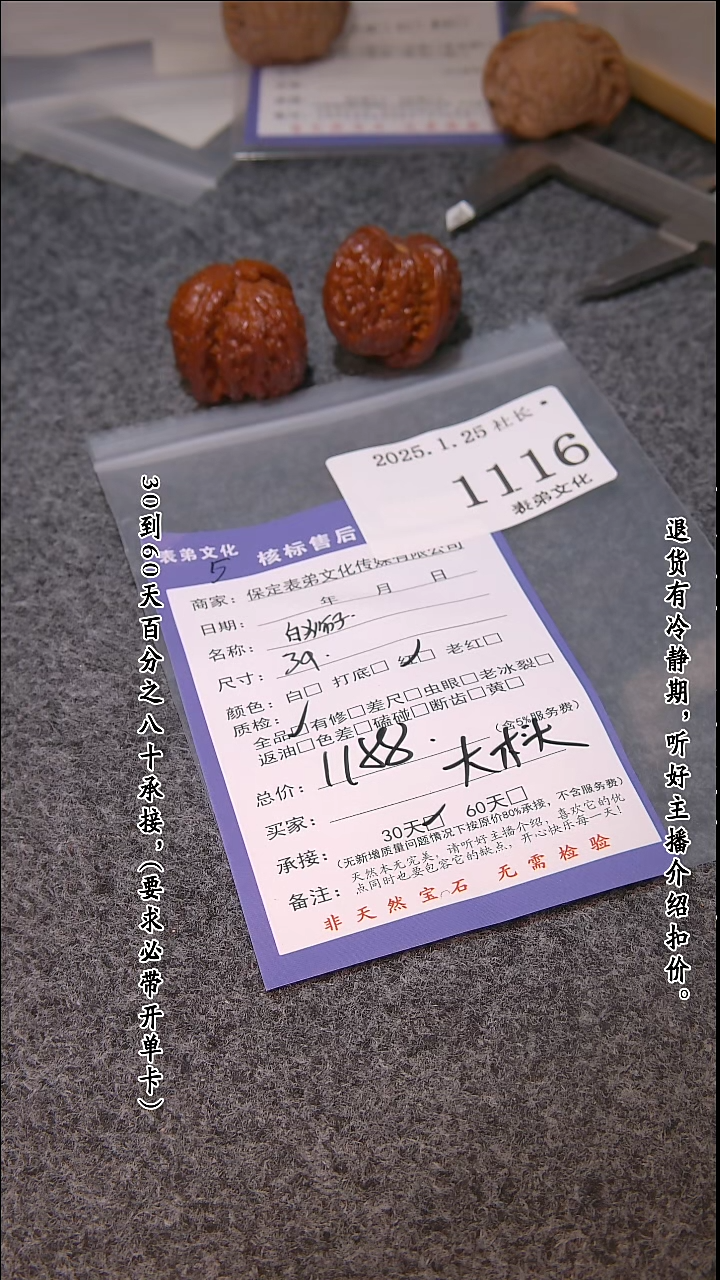 2025.1.25 社长
1116
表弟文化
表弟文化
核标售后
5
商家：保定表弟文化传媒有限公司
日期： 年 月 日
名称：白狮子.
尺寸：39.
颜色：白□ 打底□ 红□ 老红□
质检：
全品□有修□差尺□虫眼□老冰裂□
返油□色差□磕碰□断齿□黄□
总价：1188. (含5%服务费)
买家：大木头
承接：30天□ 60天□
(无新增质量问题情况下按原价80%承接，不含服务费)
备注：天然本无完美，请听好主播介绍，喜欢它的优
点同时也要包容它的缺点，开心快乐每一天！
非天然宝石 无需检验
30到60天百分之八十承接，（要求必带开单卡）
退货有冷静期，听好主播介绍扣价。